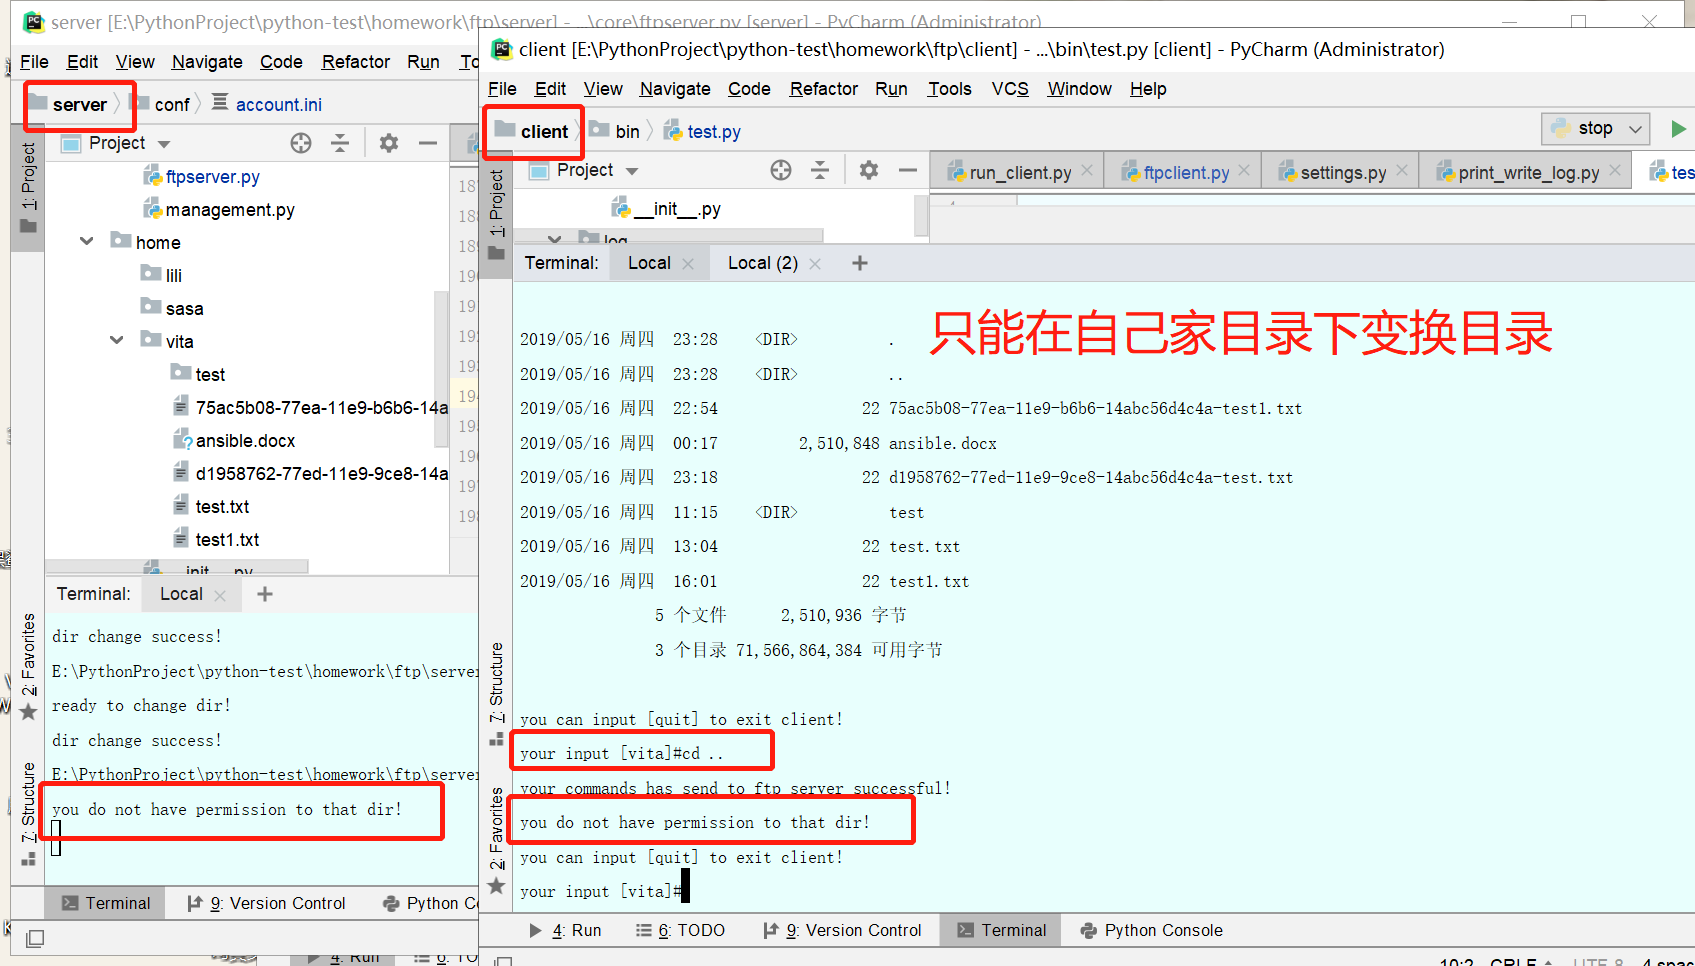 server [E:\PythonProject\python-test\homework\ftp\server] - ...\core\ftpserver.py [server] - PyCharm (Administrator)
File Edit View Navigate Code Refactor Run
server conf account.ini
Project
1: Project
ftpserver.py
management.py
home
lili
sasa
vita
test
75ac5b08-77ea-11e9-b6b6-14a
ansible.docx
d1958762-77ed-11e9-9ce8-14a
test.txt
test1.txt
__init__.py
Terminal: Local +
2: Favorites
7: Structure
dir change success!
E:\PythonProject\python-test\homework\ftp\server
ready to change dir!
dir change success!
E:\PythonProject\python-test\homework\ftp\server
you do not have permission to that dir!
Terminal 9: Version Control Python Co
4: Run 6: TO
client [E:\PythonProject\python-test\homework\ftp\client] - ...\bin\test.py [client] - PyCharm (Administrator)
File Edit View Navigate Code Refactor Run Tools VCS Window Help
client bin test.py
stop
Project
1: Project
run_client.py ftpclient.py settings.py print_write_log.py tes
__init__.py
log
Terminal: Local Local (2) +
只能在自己家目录下变换目录
2019/05/16 周四 23:28 <DIR> .
2019/05/16 周四 23:28 <DIR> ..
2019/05/16 周四 22:54 22 75ac5b08-77ea-11e9-b6b6-14abc56d4c4a-test1.txt
2019/05/16 周四 00:17 2,510,848 ansible.docx
2019/05/16 周四 23:18 22 d1958762-77ed-11e9-9ce8-14abc56d4c4a-test.txt
2019/05/16 周四 11:15 <DIR> test
2019/05/16 周四 13:04 22 test.txt
2019/05/16 周四 16:01 22 test1.txt
5 个文件 2,510,936 字节
3 个目录 71,566,864,384 可用字节
you can input [quit] to exit client!
your input [vita]#cd ..
your commands has send to ftp server successful!
you do not have permission to that dir!
you can input [quit] to exit client!
your input [vita]#
7: Structure
2: Favorites
4: Run 6: TODO 9: Version Control Terminal Python Console
10:2 CRLF UTF-8 4 spac